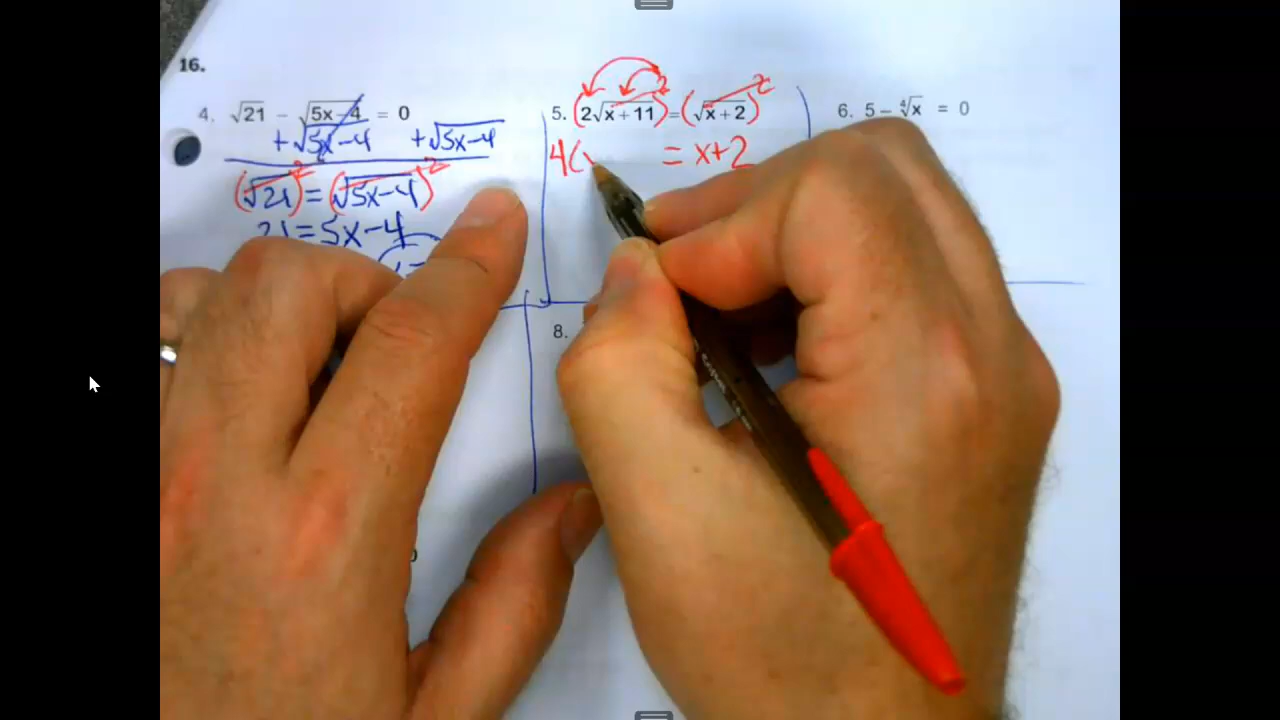 16.
4. √21 - √5x-4 = 0
+√5x-4 +√5x-4
(√21)² = (√5x-4)²
21 = 5x-4
5. (2√x+11)² = (√x+2)²
4(x = x+2
6. 5 - ∜x = 0
8.